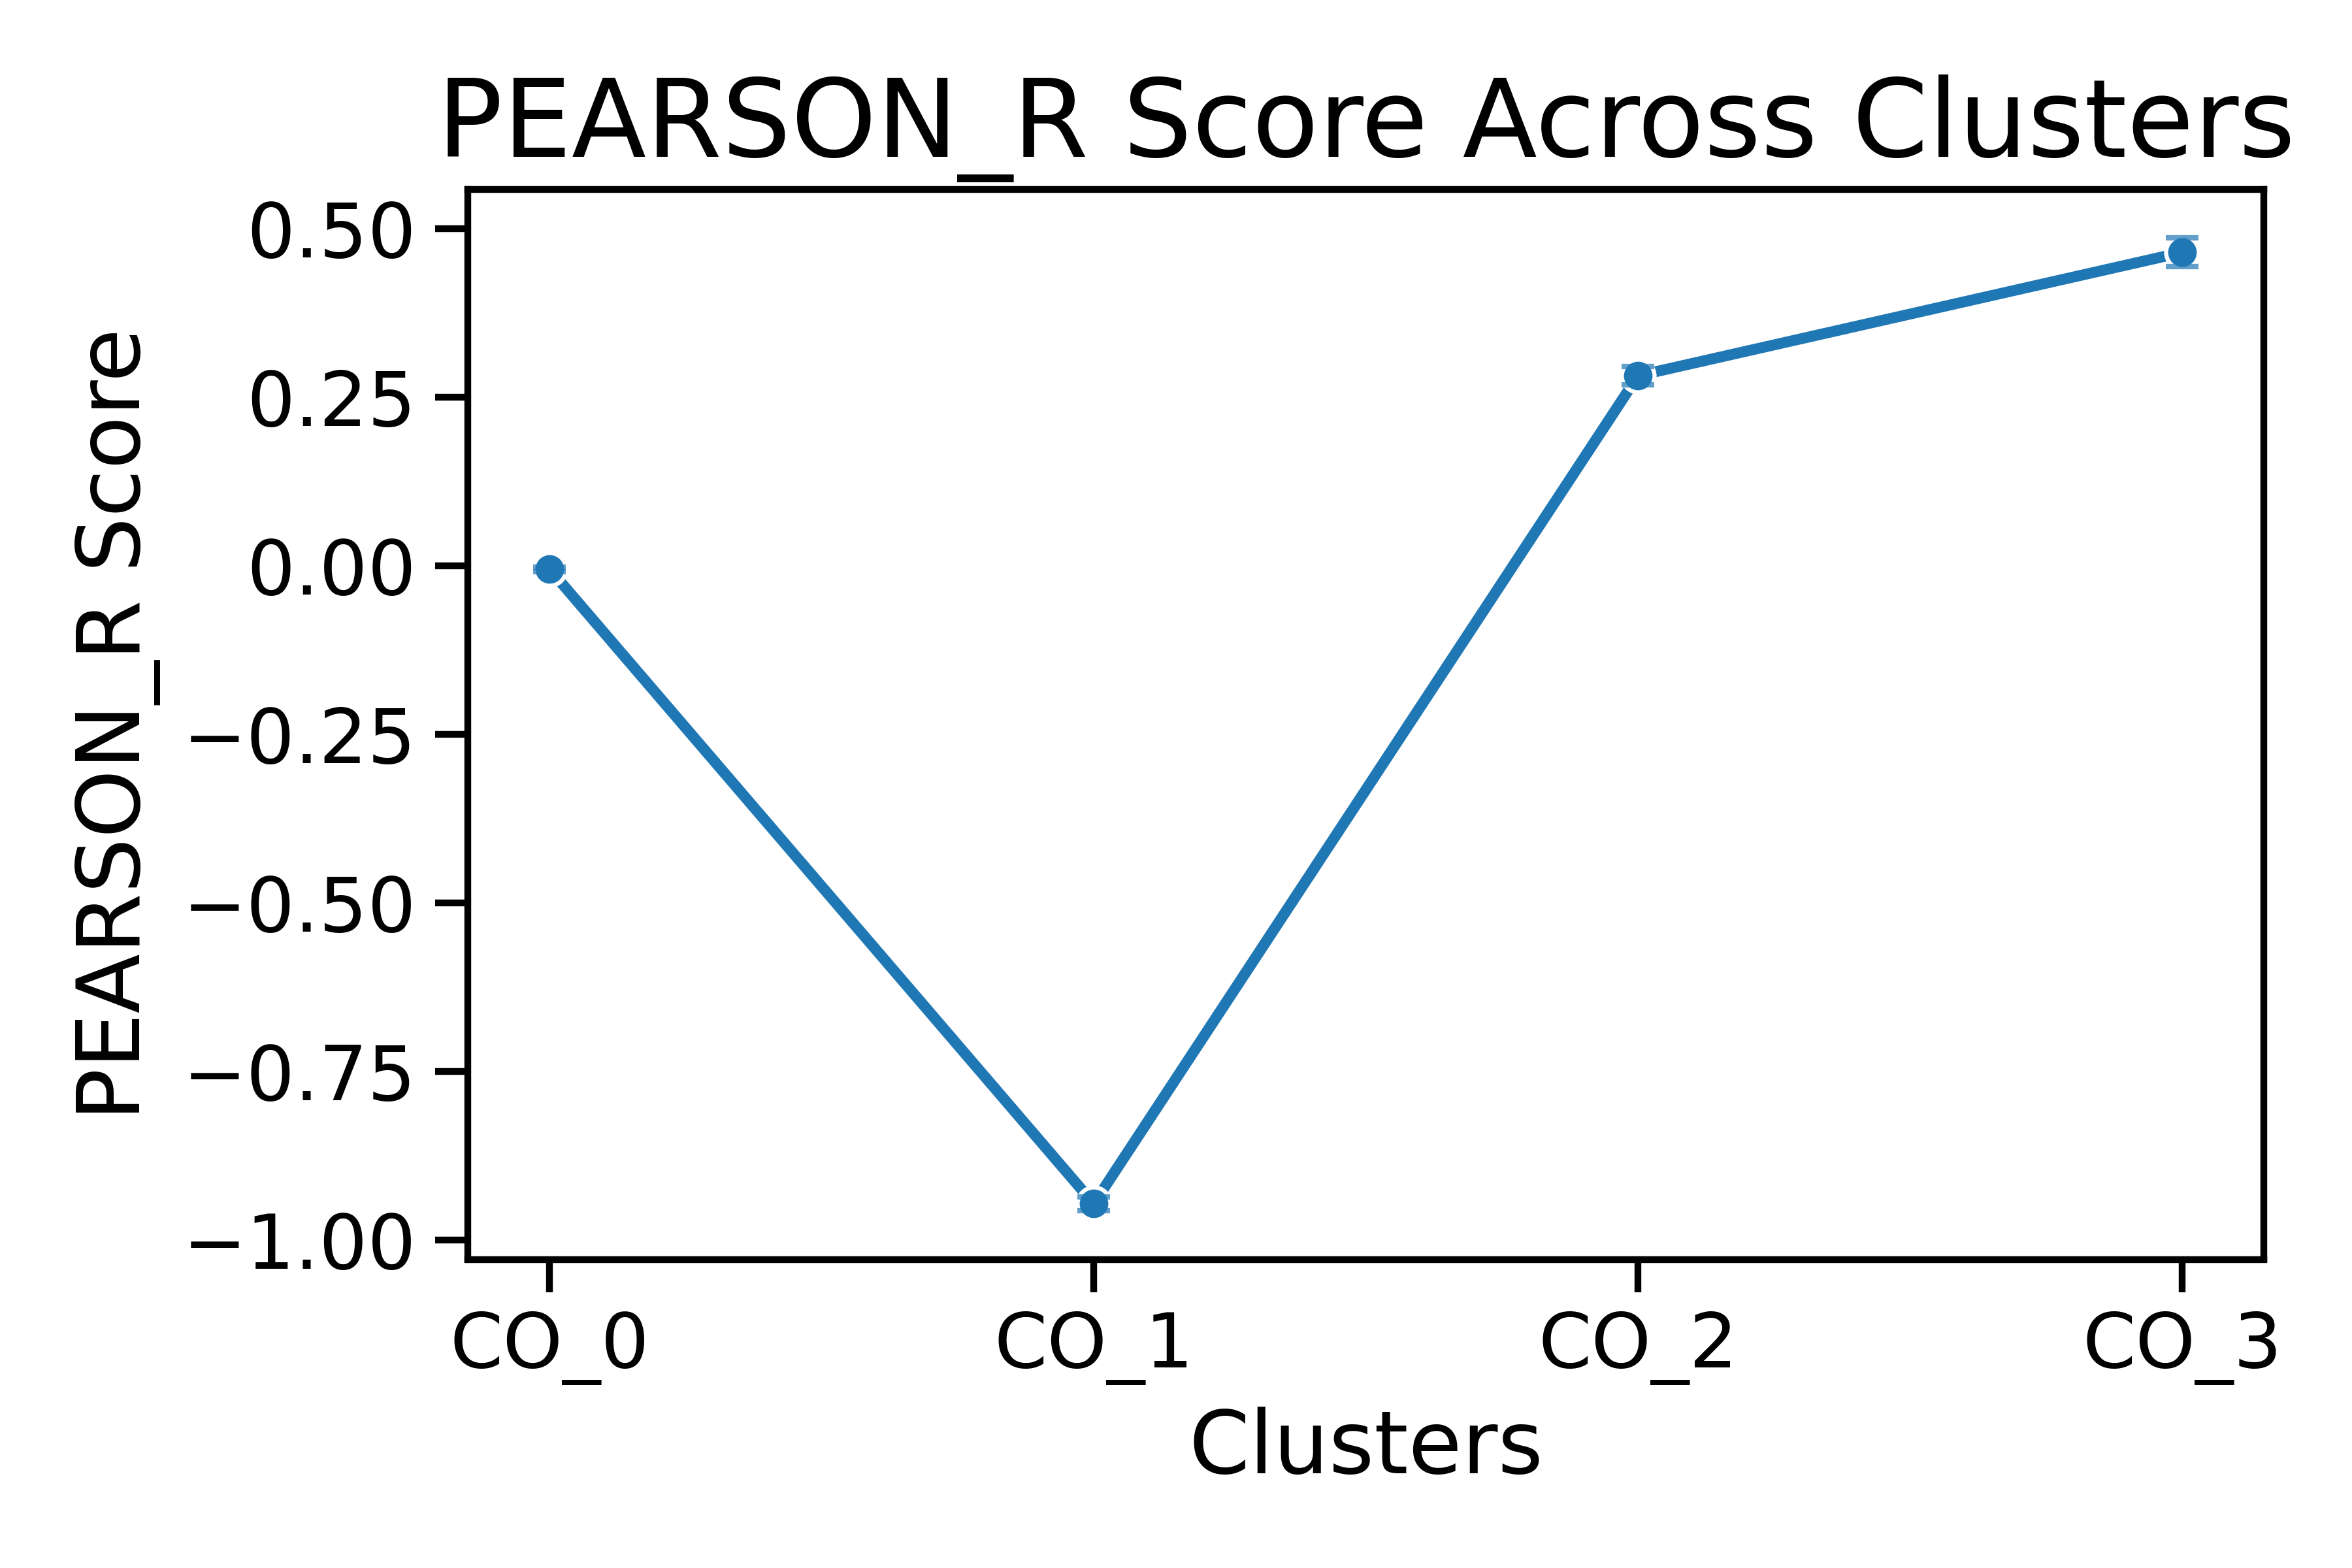 PEARSON_R Score Across Clusters
PEARSON_R Score
0.50
0.25
0.00
−0.25
−0.50
−0.75
−1.00
CO_0 CO_1 CO_2 CO_3
Clusters